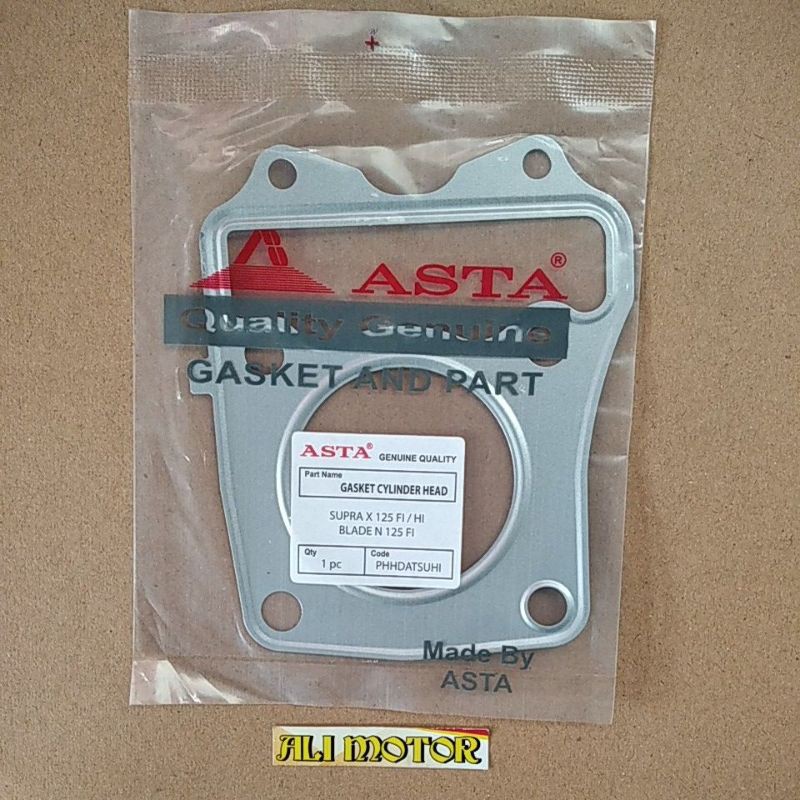 ASTA®
Quality Genuine
GASKET AND PART
ASTA® GENUINE QUALITY
Part Name
GASKET CYLINDER HEAD
SUPRA X 125 FI / HI
BLADE N 125 FI
Qty
1 pc
Code
PHHDATSUHI
Made By
ASTA
ALI MOTOR